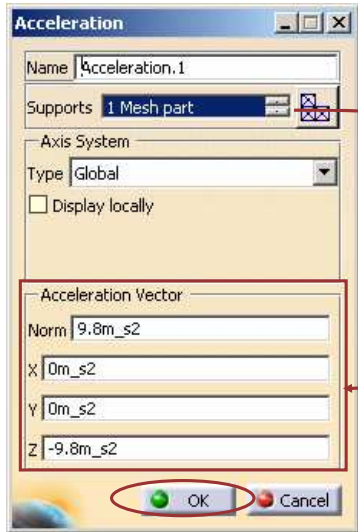 Acceleration
Name Acceleration.1
Supports 1 Mesh part
Axis System
Type Global
Display locally
Acceleration Vector
Norm 9.8m_s2
X 0m_s2
Y 0m_s2
Z -9.8m_s2
OK Cancel